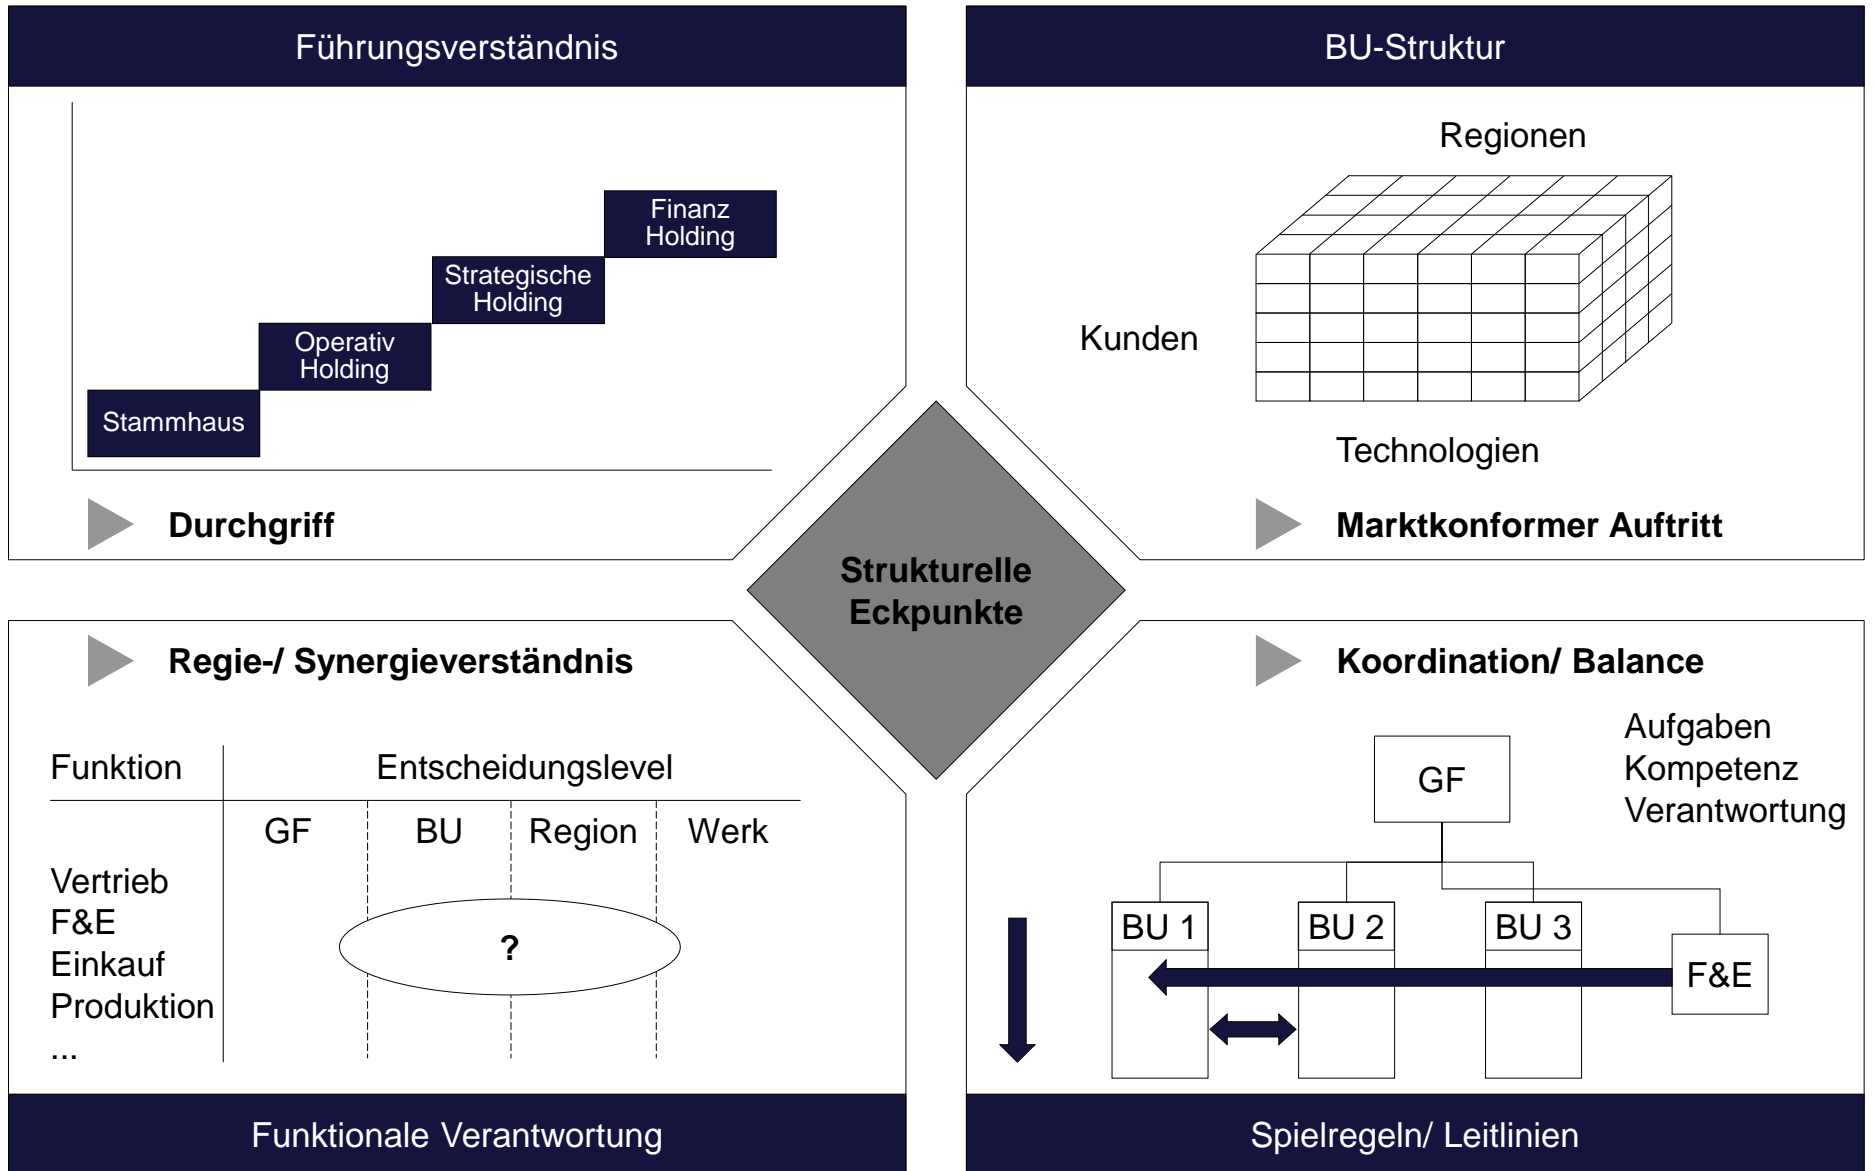 Führungsverständnis
Finanz
Holding
Strategische
Holding
Operativ
Holding
Stammhaus
Durchgriff
BU-Struktur
Regionen
Kunden
Technologien
Marktkonformer Auftritt
Strukturelle
Eckpunkte
Regie-/ Synergieverständnis
Funktion Entscheidungslevel
GF BU Region Werk
Vertrieb
F&E
?
Einkauf
Produktion
...
Funktionale Verantwortung
Koordination/ Balance
Aufgaben
Kompetenz
Verantwortung
GF
BU 1 BU 2 BU 3
F&E
Spielregeln/ Leitlinien